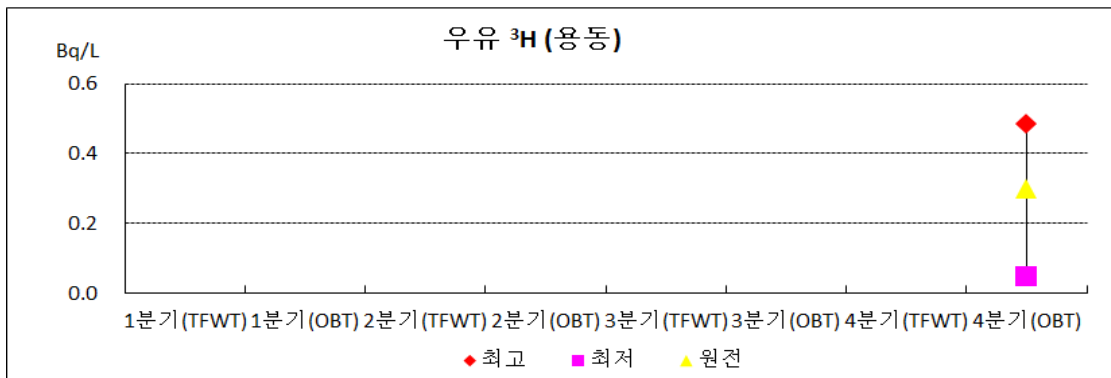 우유 ³H (용동)
Bq/L
0.6
0.4
0.2
0.0
1분기(TFWT) 1분기(OBT) 2분기(TFWT) 2분기(OBT) 3분기(TFWT) 3분기(OBT) 4분기(TFWT) 4분기(OBT)
최고 최저 원전